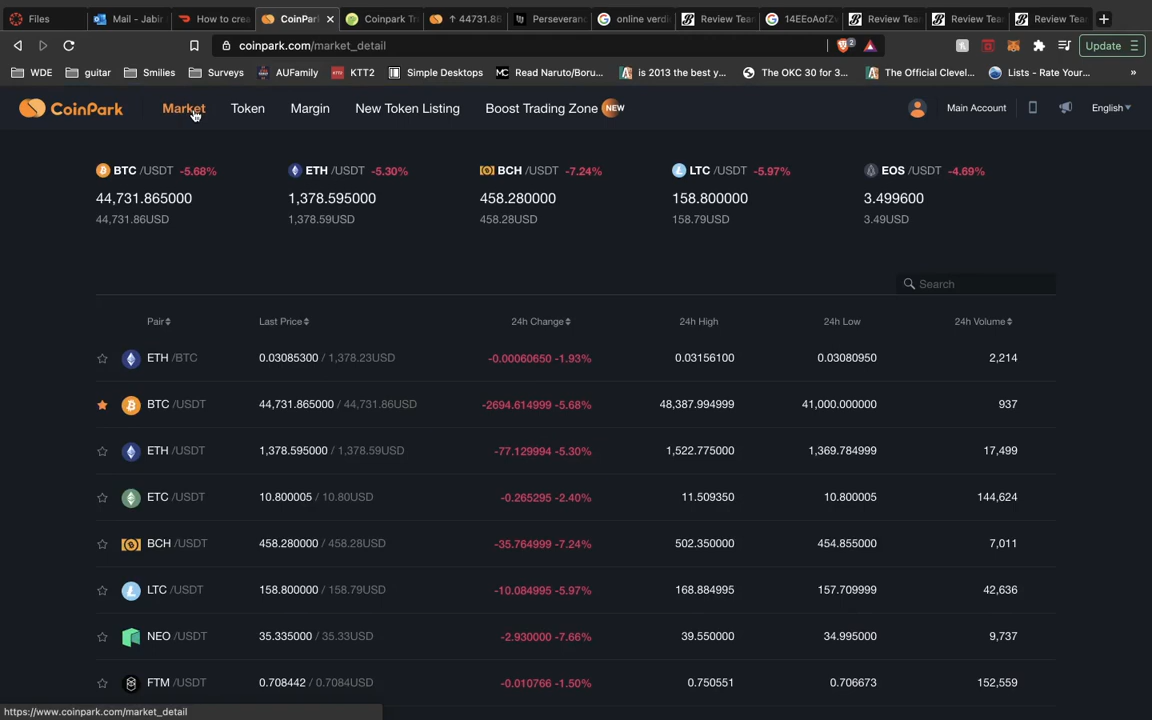 Files Mail - Jabir How to crea CoinPar Coinpark Tr ↑ 44731.86 Perseveranc online verdi Review Tea 14EEoAofZ Review Tea Review Tea Review Tea
coinpark.com/market_detail 2 Update
WDE guitar Smilies Surveys AUFamily KTT2 Simple Desktops MC Read Naruto/Boru... is 2013 the best y... The OKC 30 for 3... The Official Clevel... Lists - Rate Your... »
CoinPark Market Token Margin New Token Listing Boost Trading Zone NEW Main Account English
BTC /USDT -5.68% ETH /USDT -5.30% BCH /USDT -7.24% LTC /USDT -5.97% EOS /USDT -4.69%
44,731.865000 1,378.595000 458.280000 158.800000 3.499600
44,731.86USD 1,378.59USD 458.28USD 158.79USD 3.49USD
Search
Pair Last Price 24h Change 24h High 24h Low 24h Volume
ETH /BTC 0.03085300 / 1,378.23USD -0.00060650 -1.93% 0.03156100 0.03080950 2,214
BTC /USDT 44,731.865000 / 44,731.86USD -2694.614999 -5.68% 48,387.994999 41,000.000000 937
ETH /USDT 1,378.595000 / 1,378.59USD -77.129994 -5.30% 1,522.775000 1,369.784999 17,499
ETC /USDT 10.800005 / 10.80USD -0.265295 -2.40% 11.509350 10.800005 144,624
BCH /USDT 458.280000 / 458.28USD -35.764999 -7.24% 502.350000 454.855000 7,011
LTC /USDT 158.800000 / 158.79USD -10.084995 -5.97% 168.884995 157.709999 42,636
NEO /USDT 35.335000 / 35.33USD -2.930000 -7.66% 39.550000 34.995000 9,737
FTM /USDT 0.708442 / 0.7084USD -0.010766 -1.50% 0.750551 0.706673 152,559
https://www.coinpark.com/market_detail